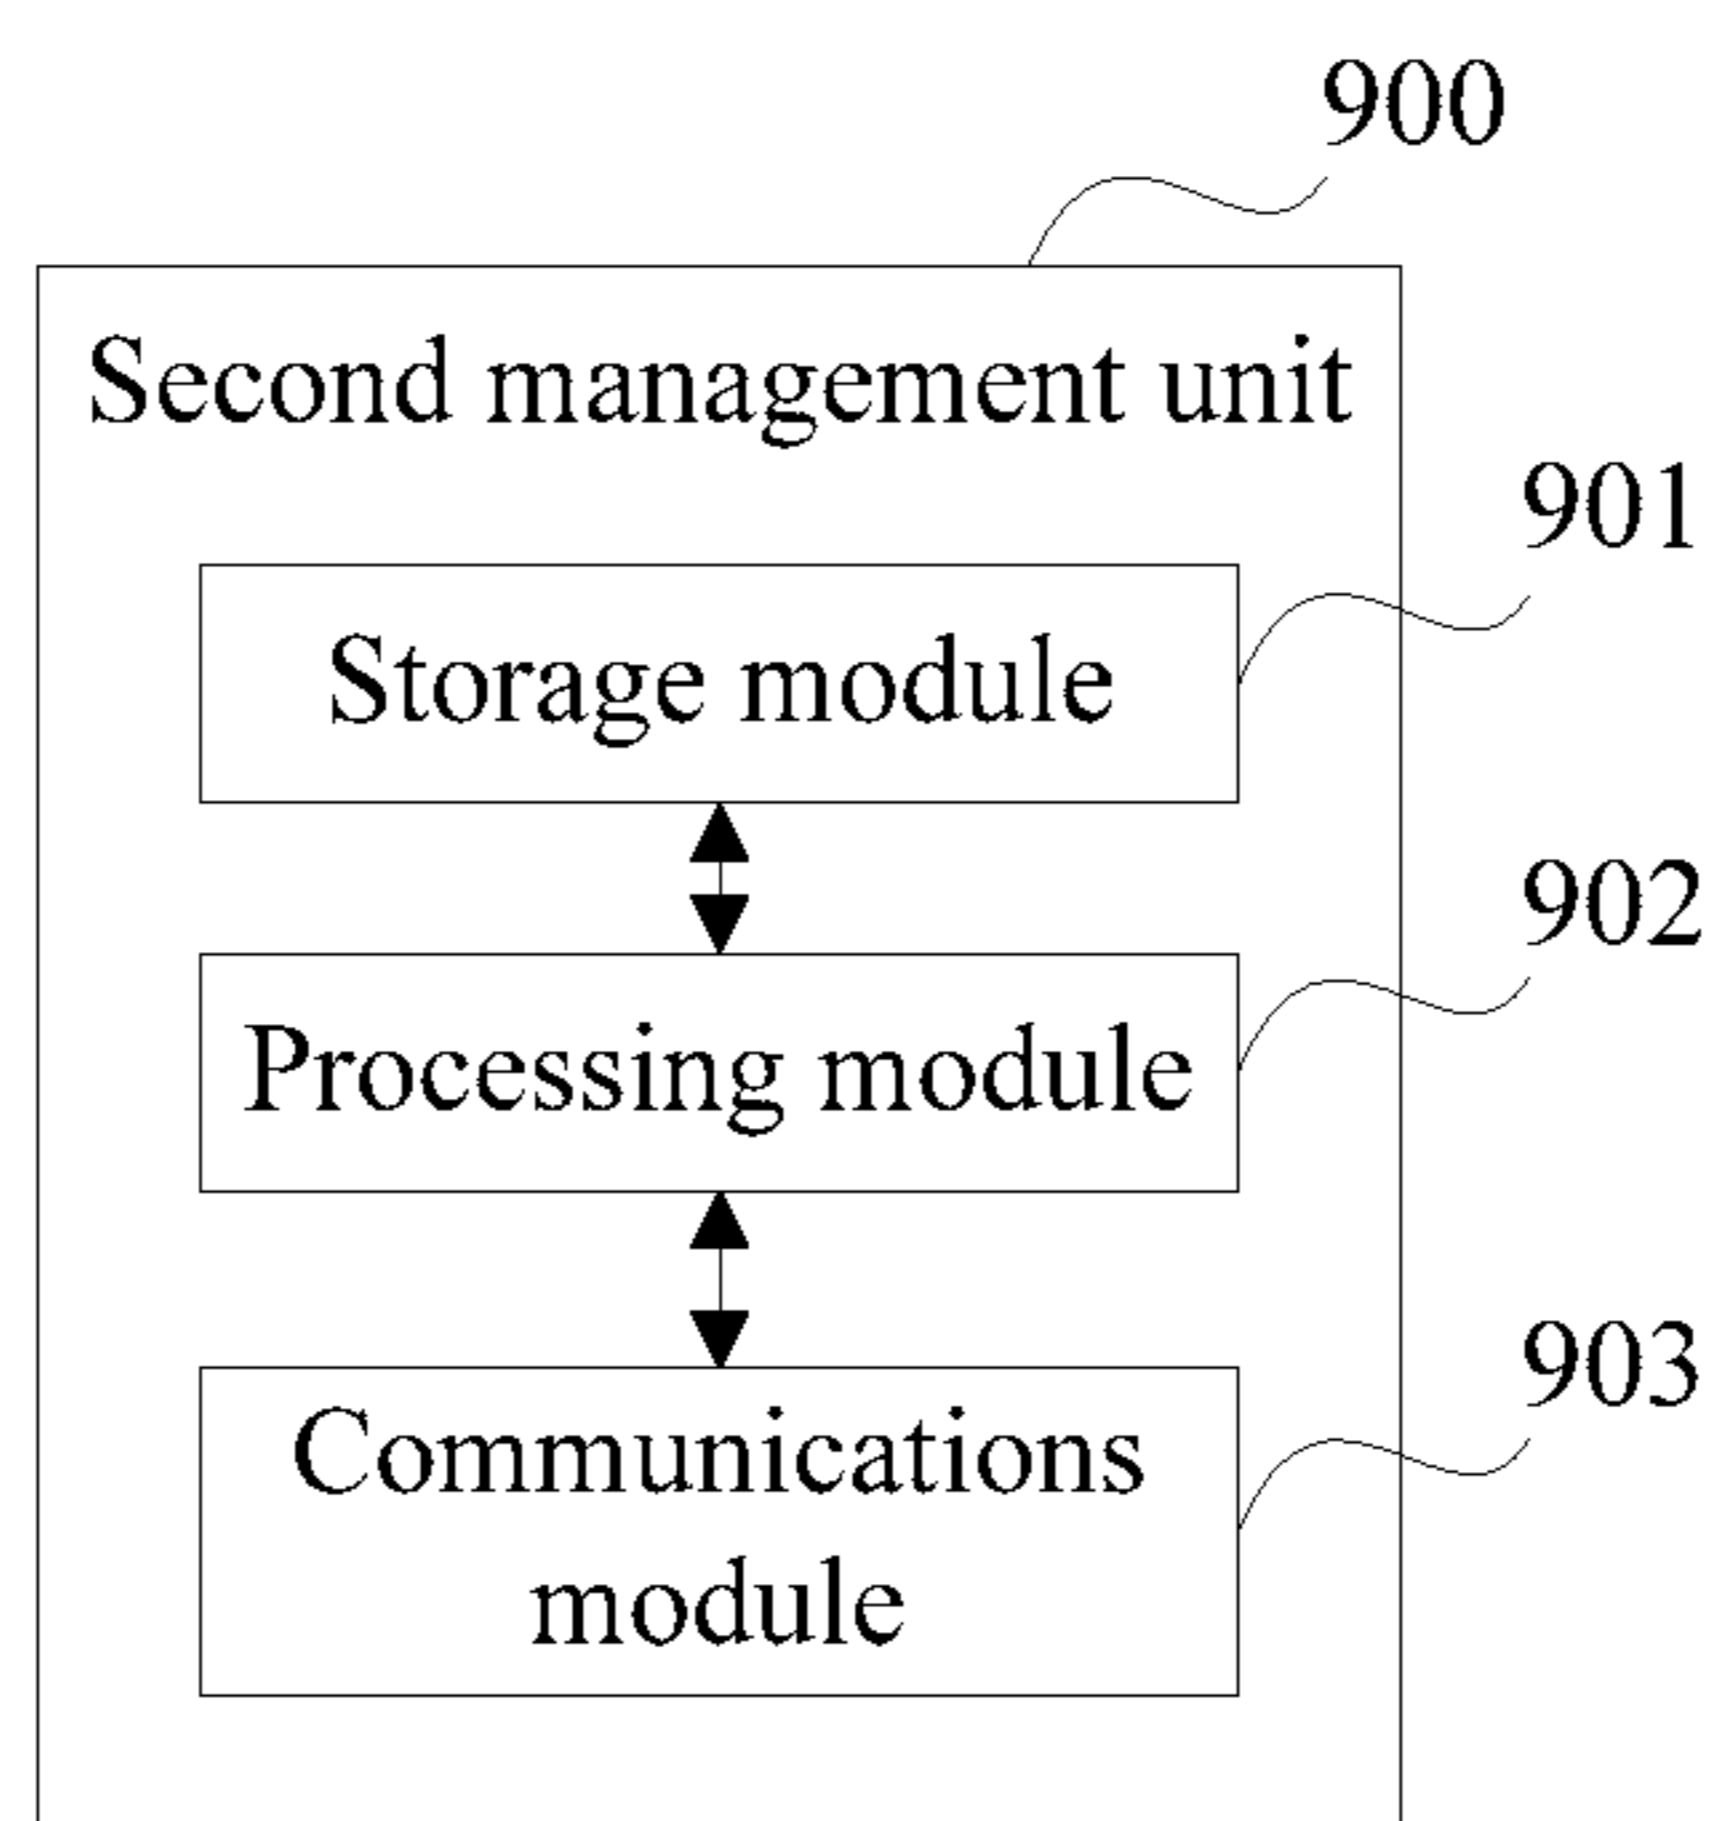 900
Second management unit
901
Storage module
902
Processing module
903
Communications
module